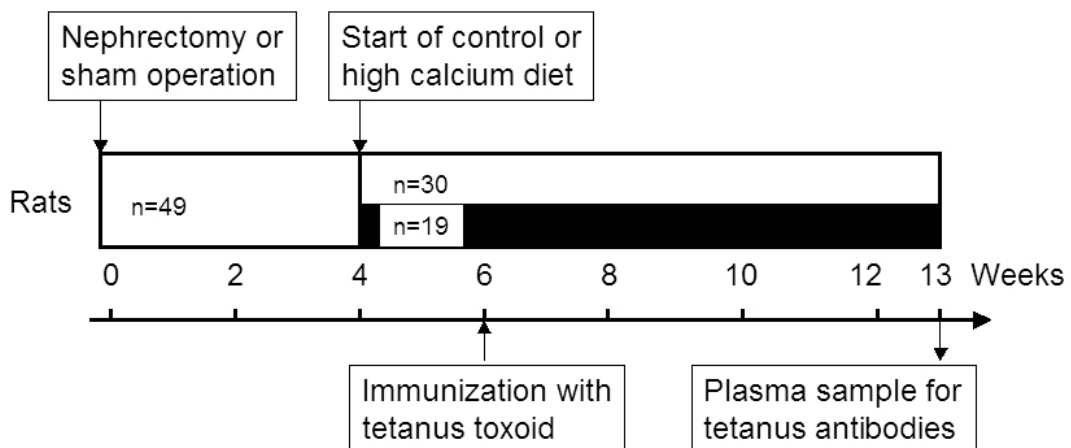 Nephrectomy or
sham operation
Start of control or
high calcium diet
Rats
n=49
n=30
n=19
0 2 4 6 8 10 12 13 Weeks
Immunization with
tetanus toxoid
Plasma sample for
tetanus antibodies